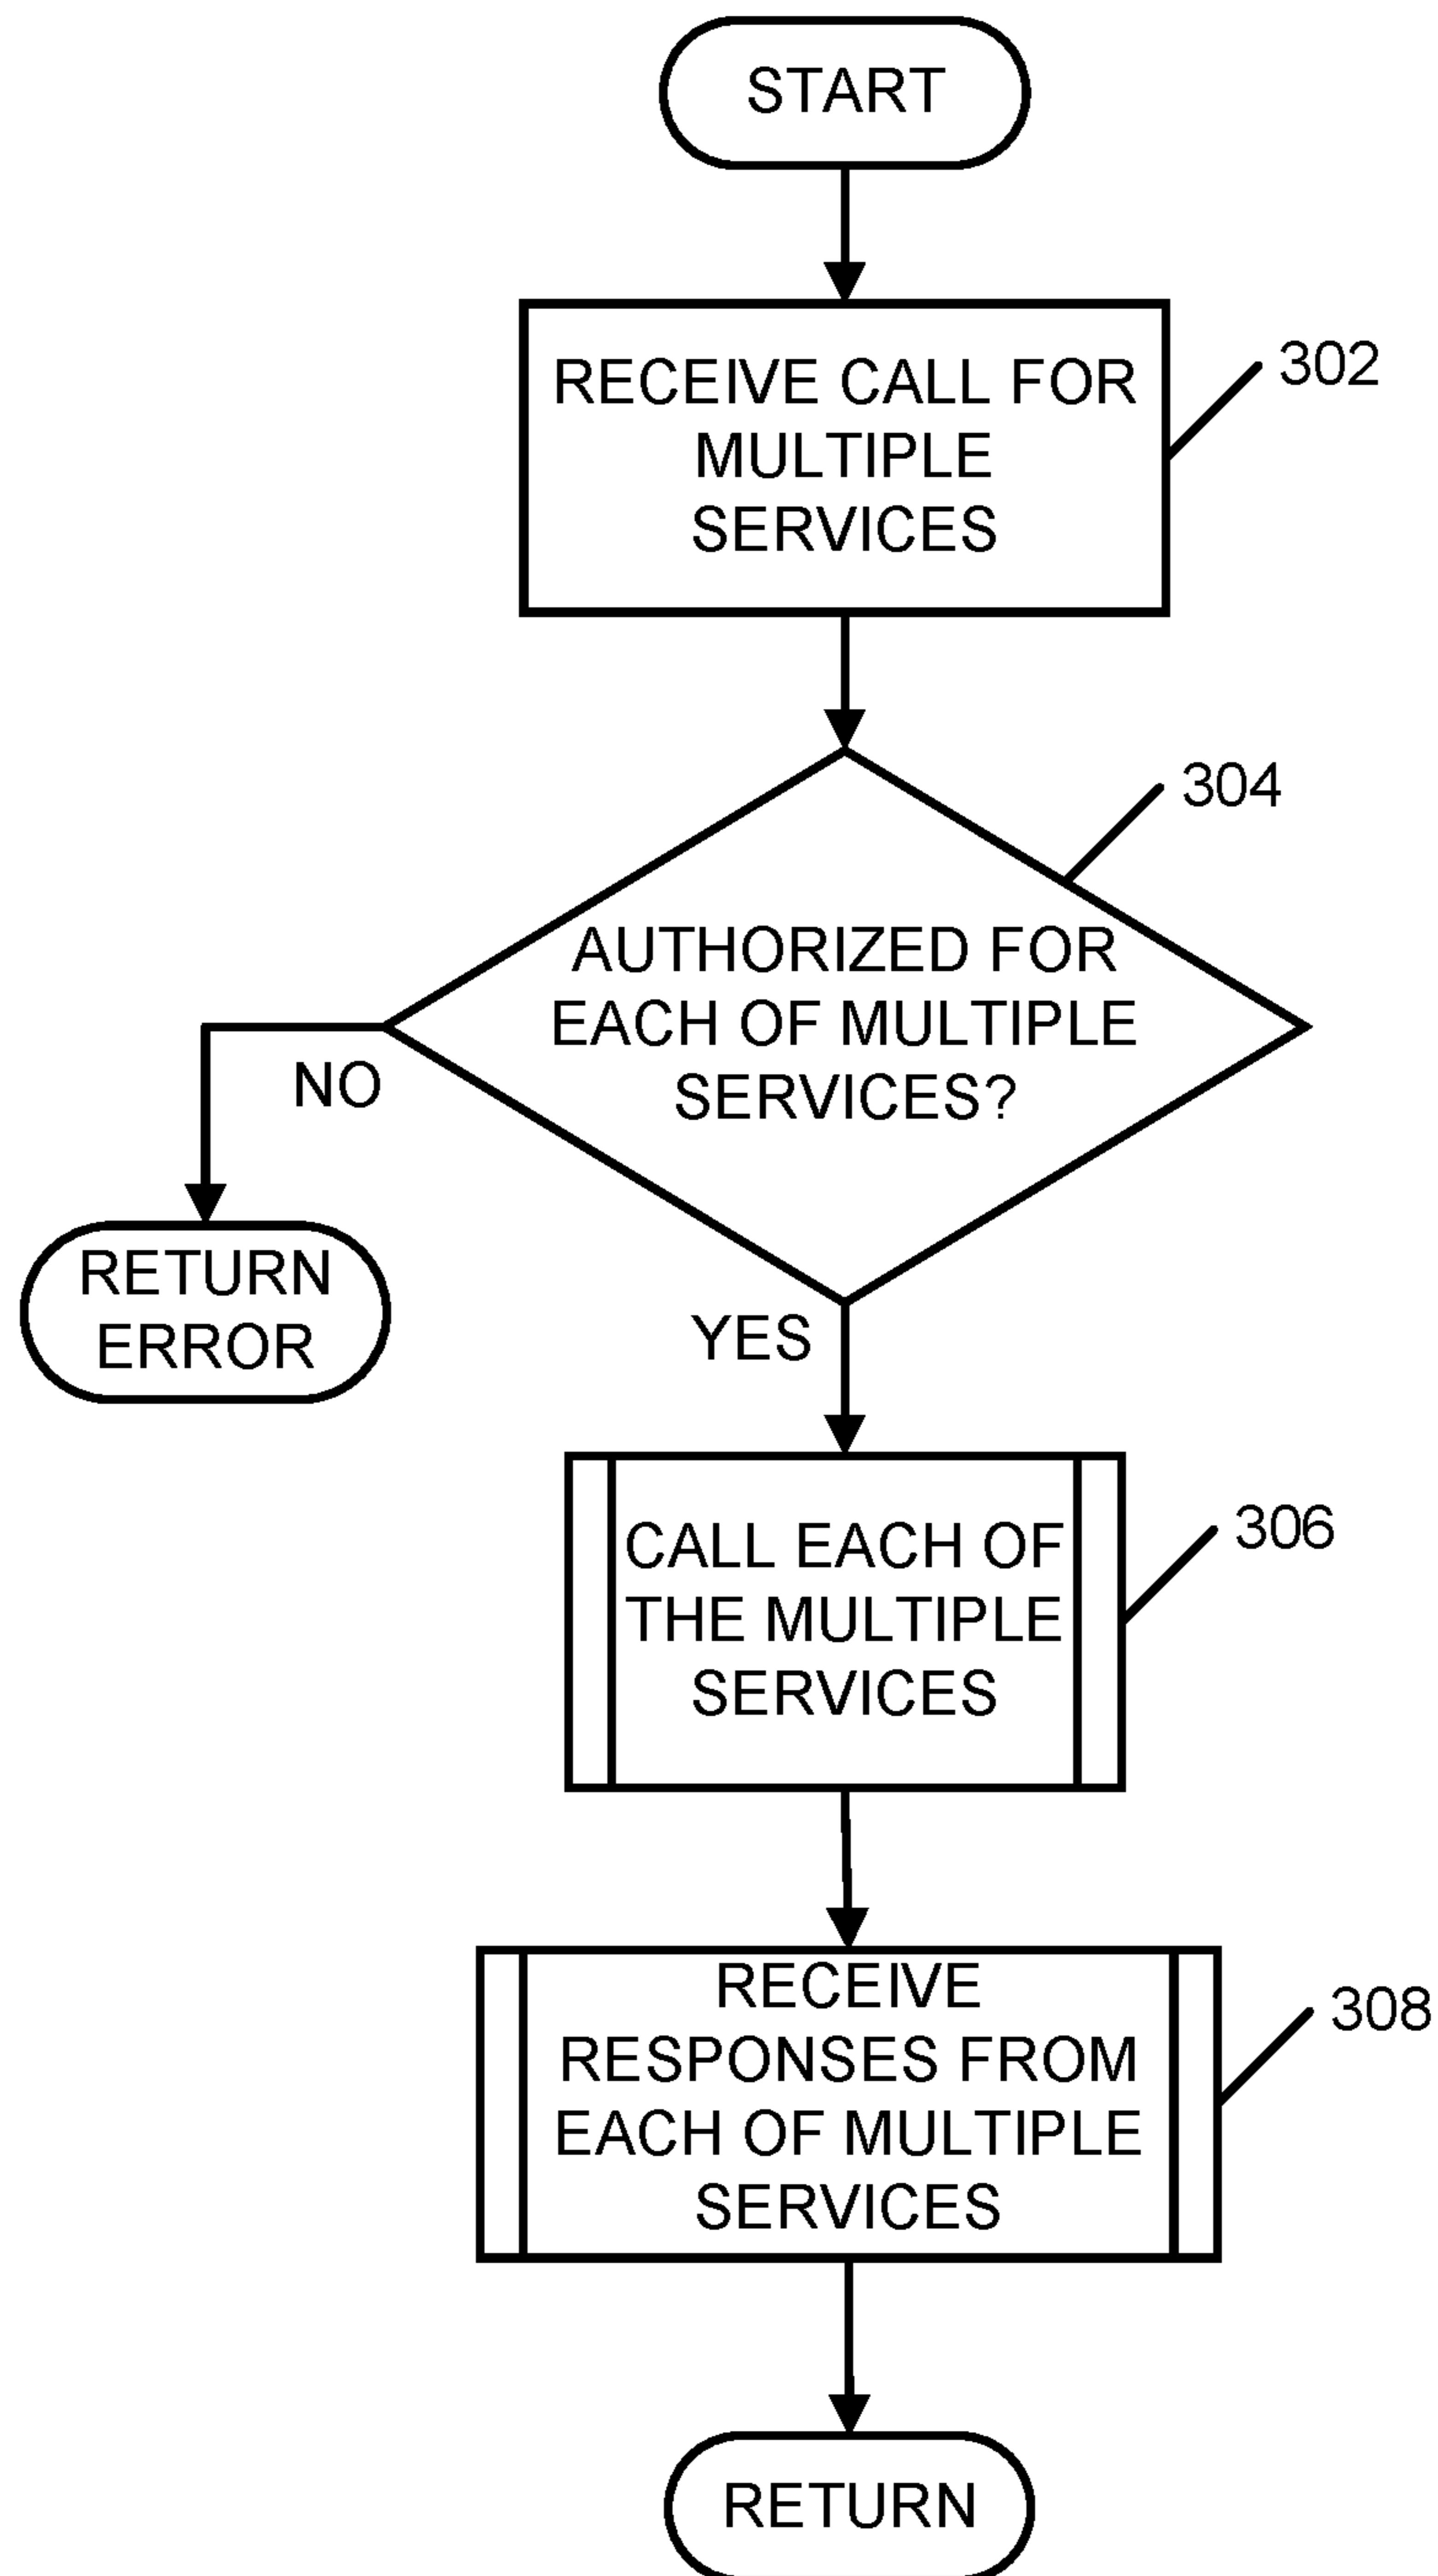 START
RECEIVE CALL FOR
MULTIPLE
SERVICES
302
304
AUTHORIZED FOR
EACH OF MULTIPLE
SERVICES?
NO
RETURN
ERROR
YES
CALL EACH OF
THE MULTIPLE
SERVICES
306
RECEIVE
RESPONSES FROM
EACH OF MULTIPLE
SERVICES
308
RETURN